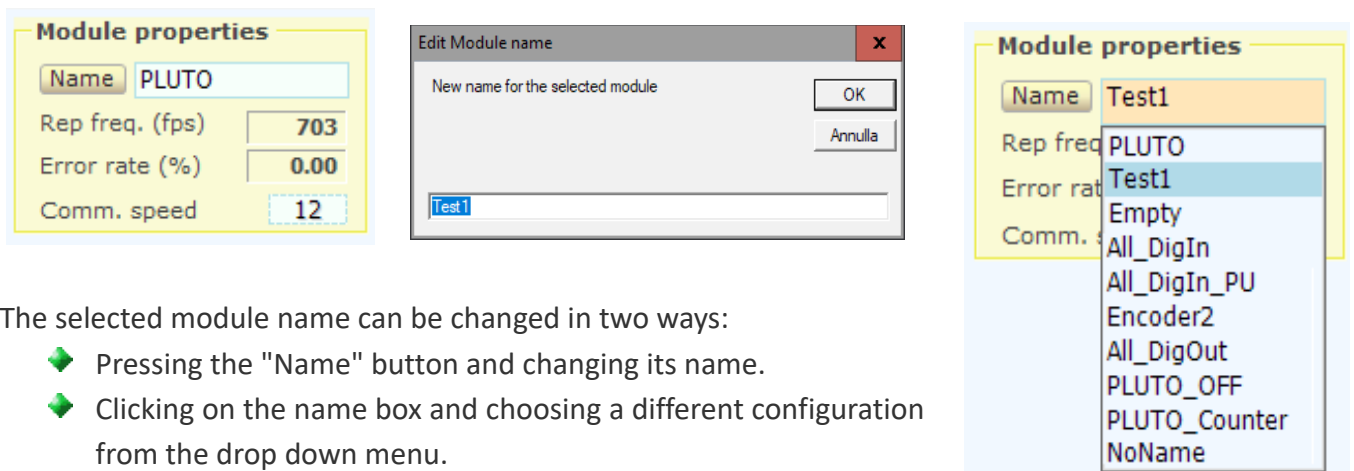 Module properties
Name PLUTO
Rep freq. (fps) 703
Error rate (%) 0.00
Comm. speed 12
Edit Module name x
New name for the selected module
OK
Annulla
Test1
Module properties
Name Test1
Rep freq PLUTO
Error rat Test1
Empty
Comm. s All_DigIn
All_DigIn_PU
Encoder2
All_DigOut
PLUTO_OFF
PLUTO_Counter
NoName
The selected module name can be changed in two ways:
Pressing the "Name" button and changing its name.
Clicking on the name box and choosing a different configuration
from the drop down menu.